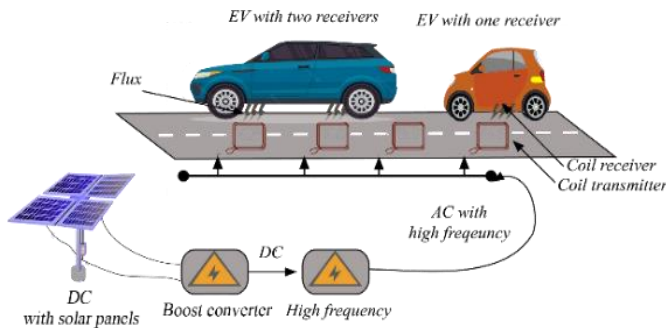 EV with two receivers
EV with one receiver
Flux
Coil receiver
Coil transmitter
AC with
high freqeuncy
DC
DC
with solar panels
Boost converter
High frequency